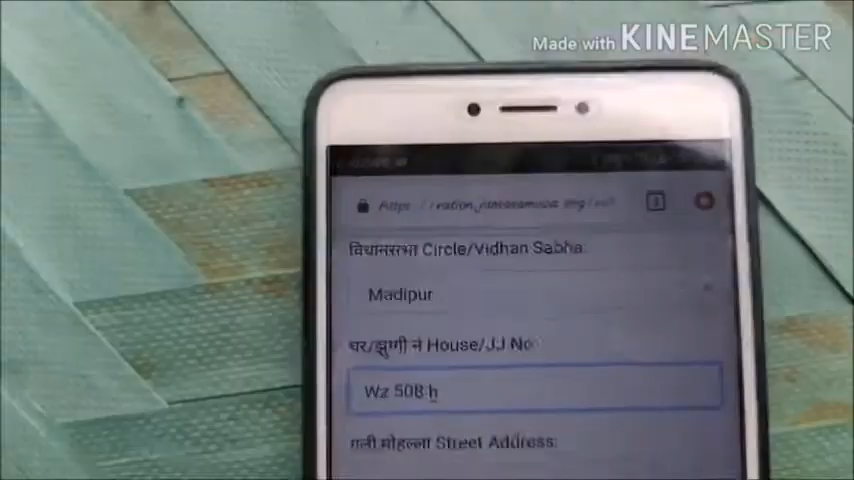 Made with KINEMASTER
विधानसभा Circle/Vidhan Sabha:
Madipur
घर/झुग्गी नं House/JJ No
Wz 508 h
गली मोहल्ला Street Address: